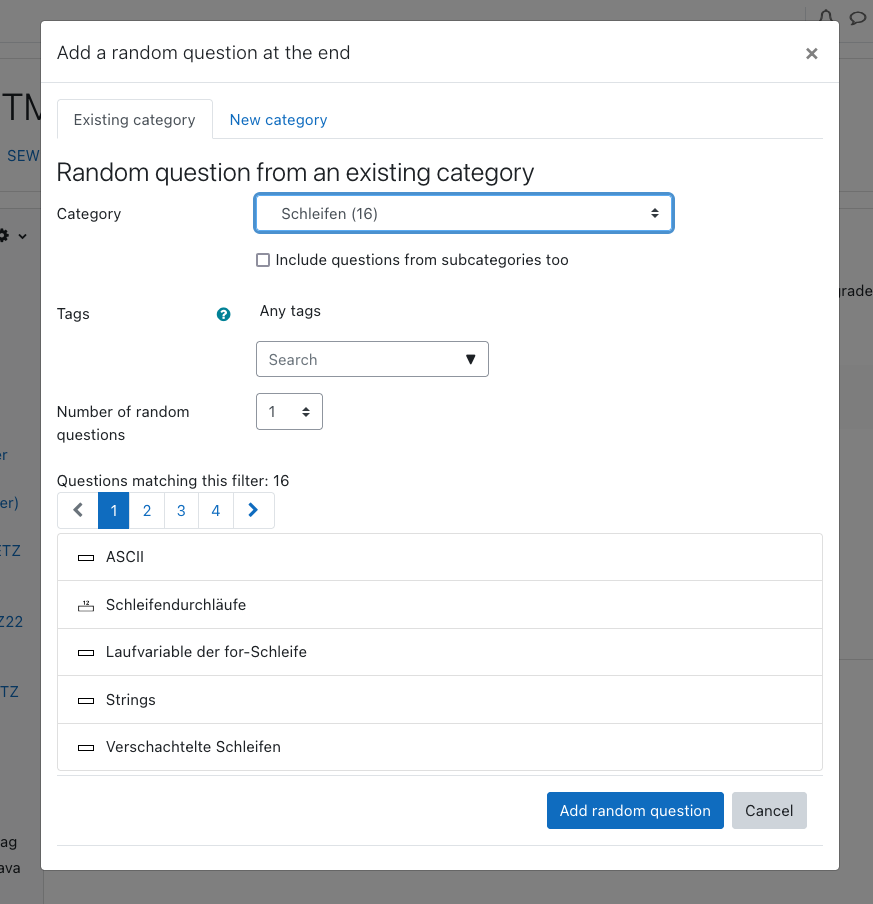 Add a random question at the end
×
TM
SEW
Existing category
New category
Random question from an existing category
Category
Schleifen (16)
Include questions from subcategories too
Tags
?
Any tags
Search
Number of random
questions
1
Questions matching this filter: 16
1 2 3 4
ASCII
12
Schleifendurchläufe
Laufvariable der for-Schleife
Strings
Verschachtelte Schleifen
Add random question
Cancel
grade
er
er)
ETZ
Z22
TZ
ag
ava